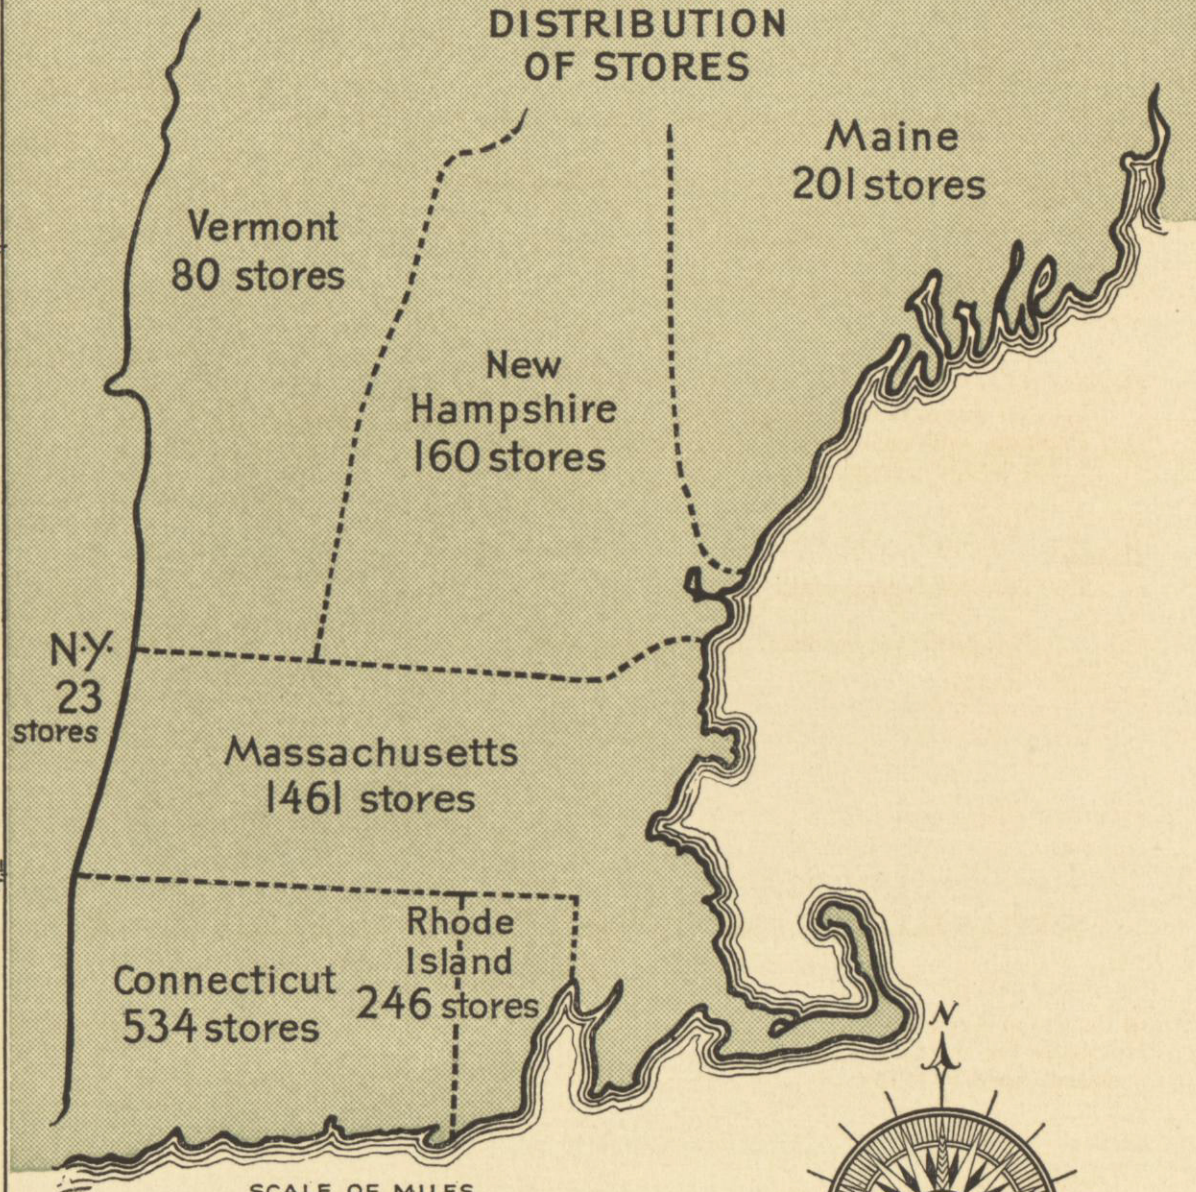 DISTRIBUTION
OF STORES
Maine
201 stores
Vermont
80 stores
New
Hampshire
160 stores
N.Y.
23
stores
Massachusetts
1461 stores
Rhode
Island
246 stores
Connecticut
534 stores
N
SCALE OF MILES